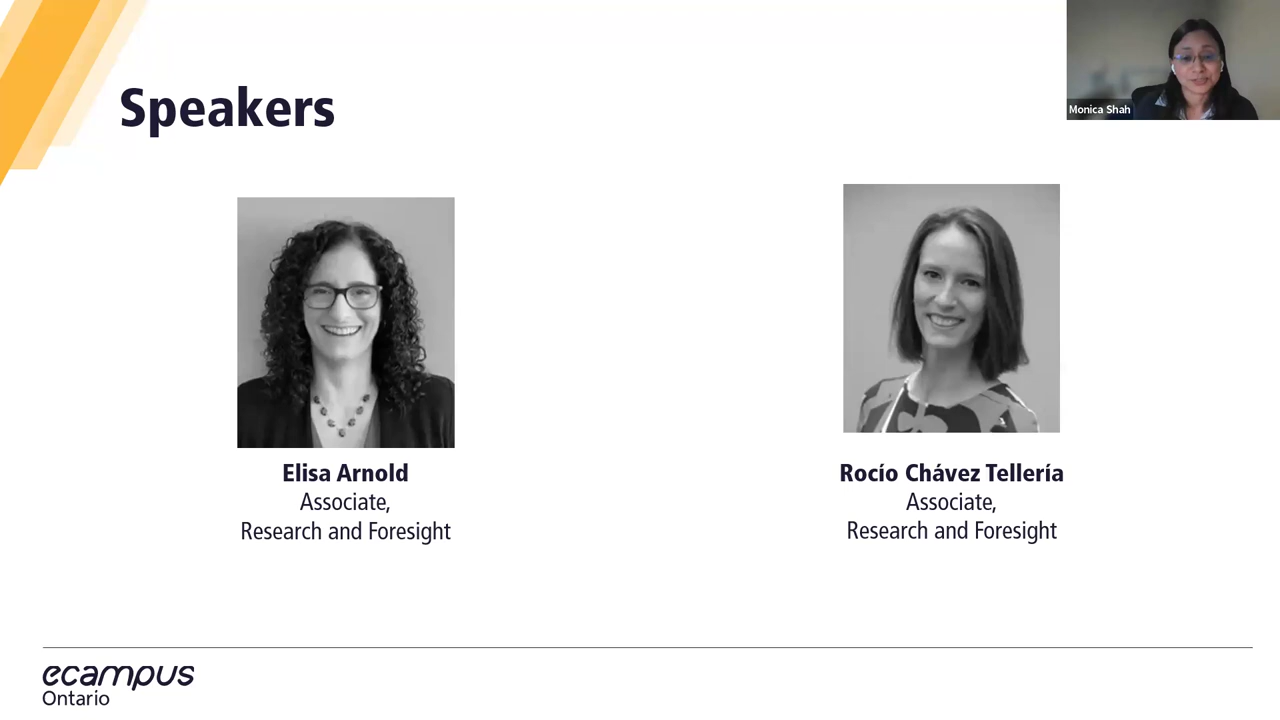 Speakers
Monica Shah
Elisa Arnold
Associate,
Research and Foresight
Rocío Chávez Tellería
Associate,
Research and Foresight
ecampus
Ontario